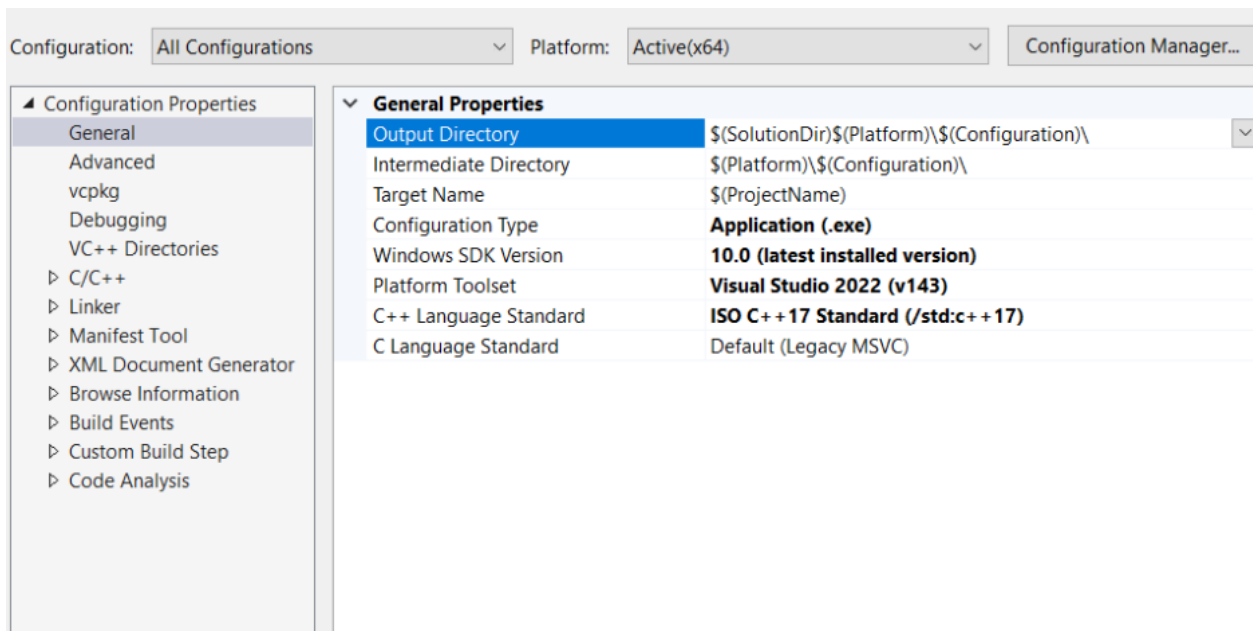 Configuration: All Configurations Platform: Active(x64) Configuration Manager...
Configuration Properties
General
Advanced
vcpkg
Debugging
VC++ Directories
C/C++
Linker
Manifest Tool
XML Document Generator
Browse Information
Build Events
Custom Build Step
Code Analysis
General Properties
Output Directory $(SolutionDir)$(Platform)\$(Configuration)\
Intermediate Directory $(Platform)\$(Configuration)\
Target Name $(ProjectName)
Configuration Type Application (.exe)
Windows SDK Version 10.0 (latest installed version)
Platform Toolset Visual Studio 2022 (v143)
C++ Language Standard ISO C++17 Standard (/std:c++17)
C Language Standard Default (Legacy MSVC)